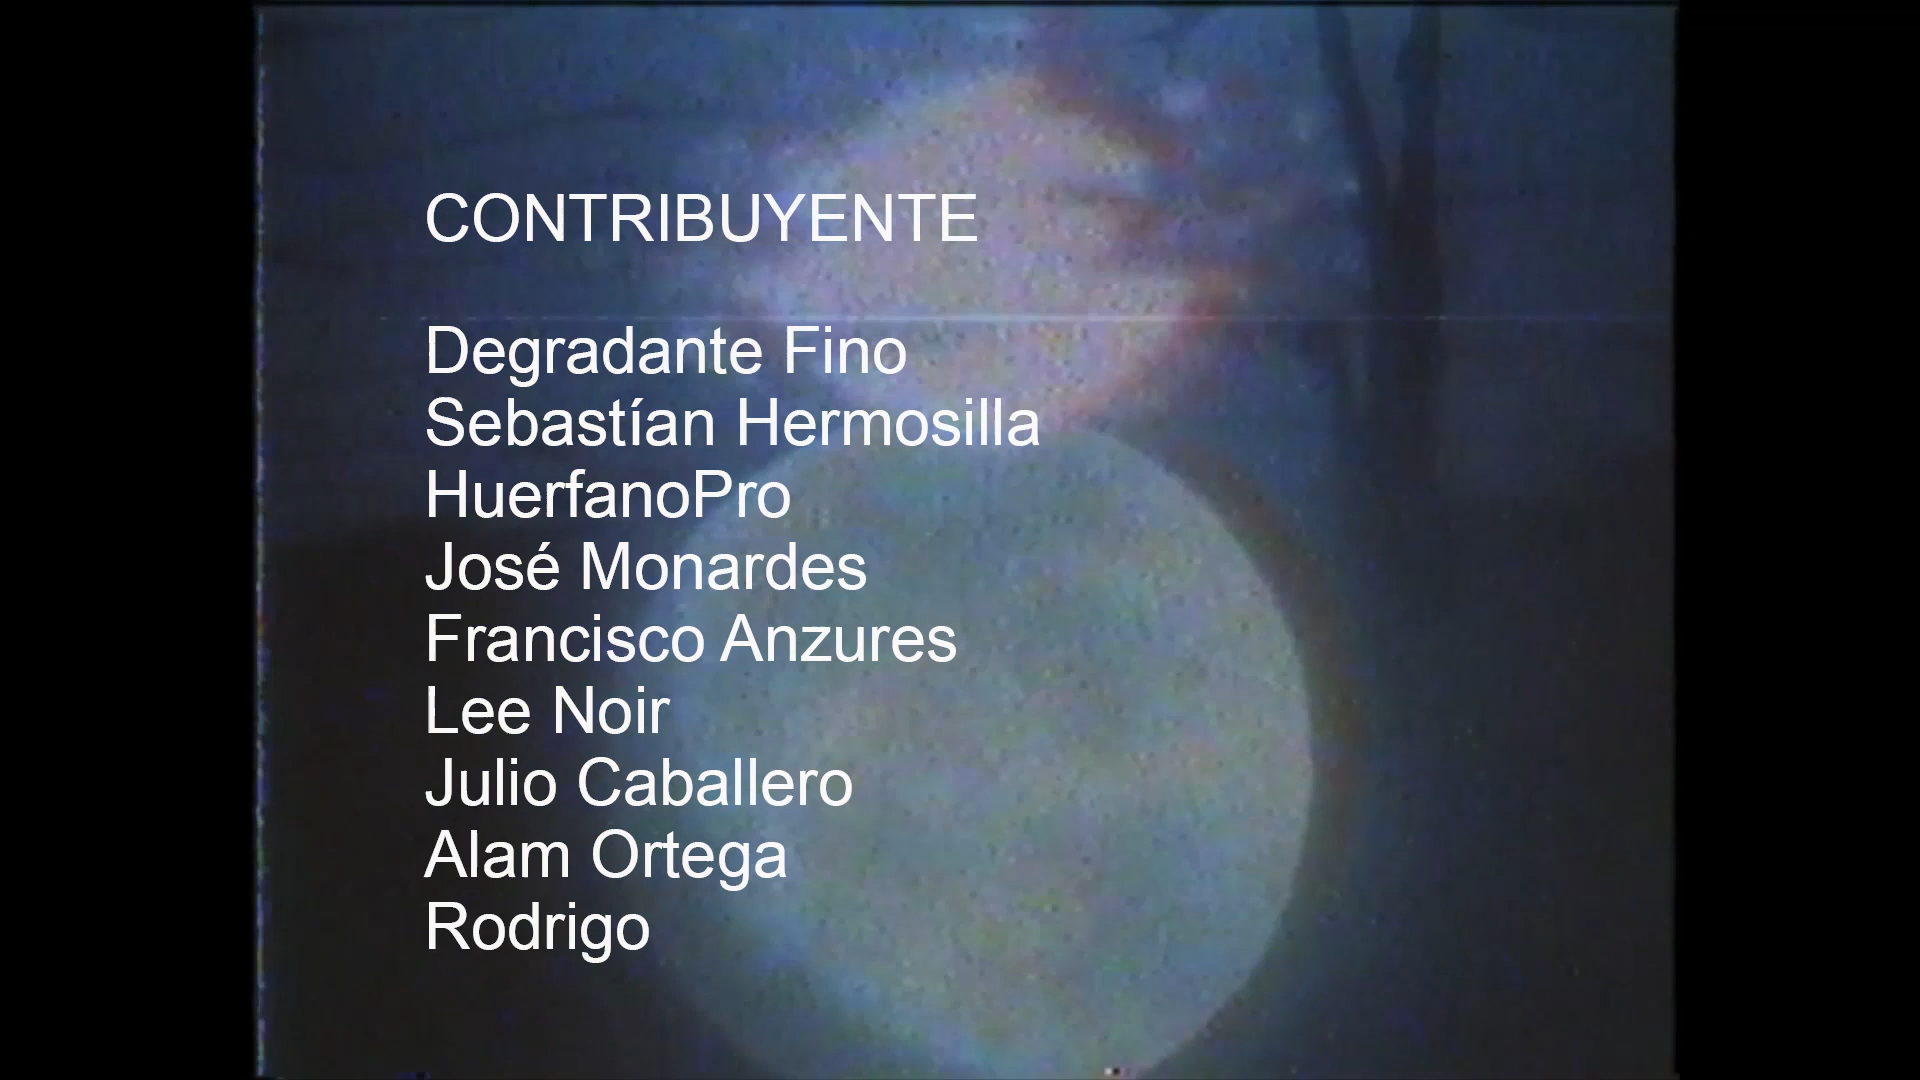 CONTRIBUYENTE
Degradante Fino
Sebastían Hermosilla
HuerfanoPro
José Monardes
Francisco Anzures
Lee Noir
Julio Caballero
Alam Ortega
Rodrigo